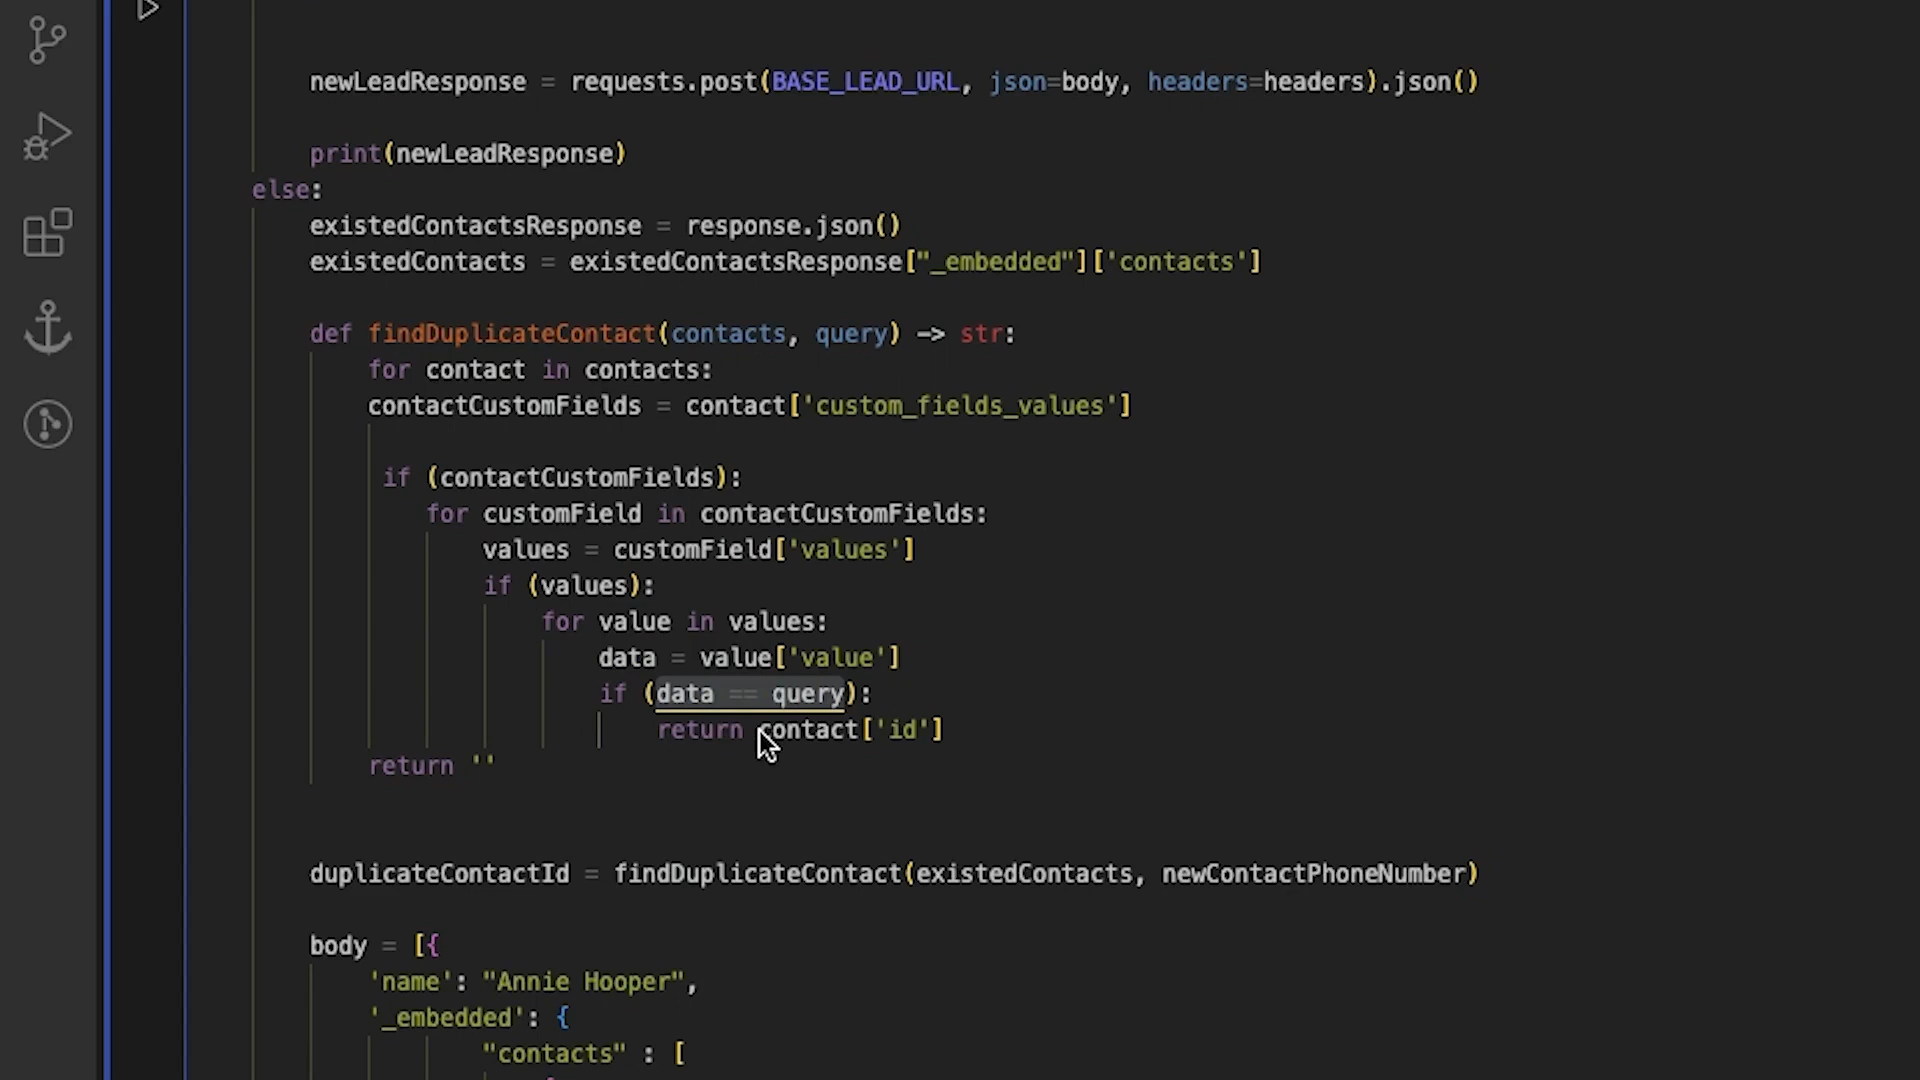 newLeadResponse = requests.post(BASE_LEAD_URL, json=body, headers=headers).json()
print(newLeadResponse)
else:
existedContactsResponse = response.json()
existedContacts = existedContactsResponse["_embedded"]['contacts']
def findDuplicateContact(contacts, query) -> str:
for contact in contacts:
contactCustomFields = contact['custom_fields_values']
if (contactCustomFields):
for customField in contactCustomFields:
values = customField['values']
if (values):
for value in values:
data = value['value']
if (data == query):
return contact['id']
return ''
duplicateContactId = findDuplicateContact(existedContacts, newContactPhoneNumber)
body = [{
'name': "Annie Hooper",
'_embedded': {
"contacts" : [